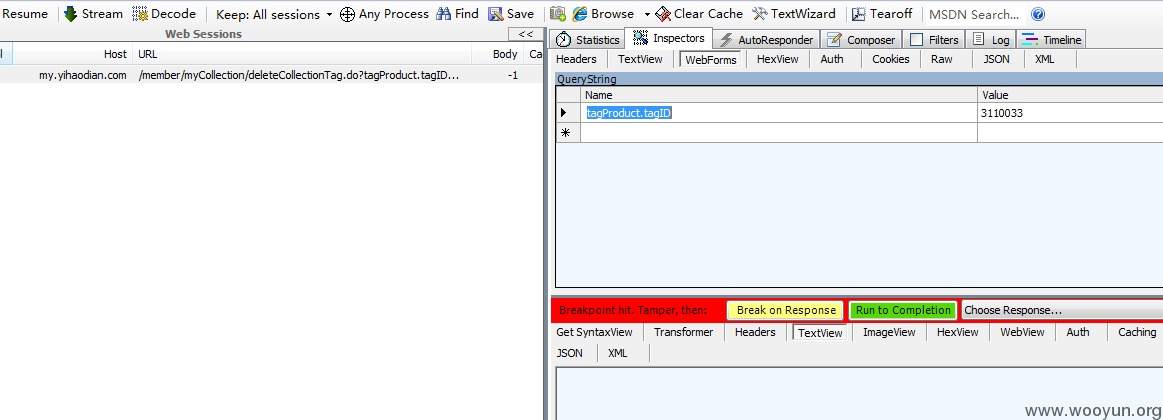 Resume Stream Decode Keep: All sessions Any Process Find Save Browse Clear Cache TextWizard Tearoff MSDN Search...
Web Sessions <<
Host URL Body Ca
my.yihaodian.com /member/myCollection/deleteCollectionTag.do?tagProduct.tagID... -1
Statistics Inspectors AutoResponder Composer Filters Log Timeline
Headers TextView WebForms HexView Auth Cookies Raw JSON XML
QueryString
Name Value
tagProduct.tagID 3110033
Breakpoint hit. Tamper, then: Break on Response Run to Completion Choose Response...
Get SyntaxView Transformer Headers TextView ImageView HexView WebView Auth Caching
JSON XML
www.wooyun.org